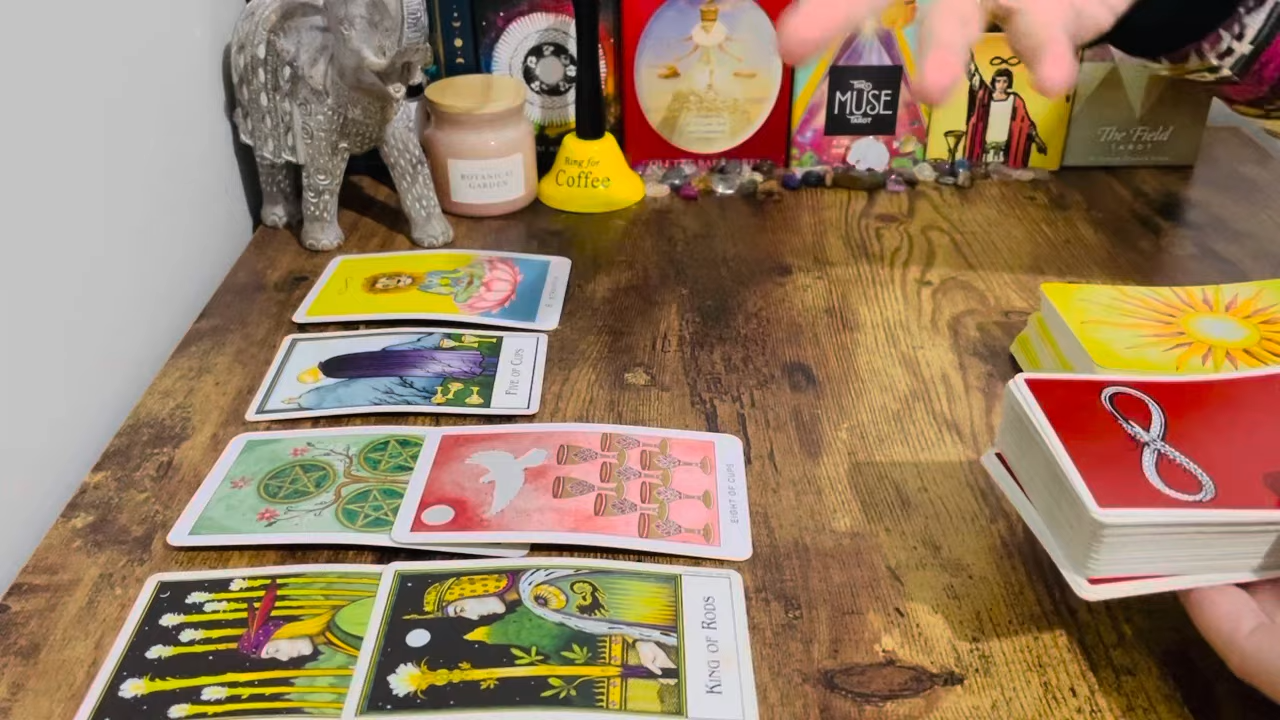 BOTANICAL
GARDEN
Ring for
Coffee
THE
MUSE
TAROT
The Field
TAROT
FIVE OF CUPS
EIGHT OF CUPS
KING OF RODS